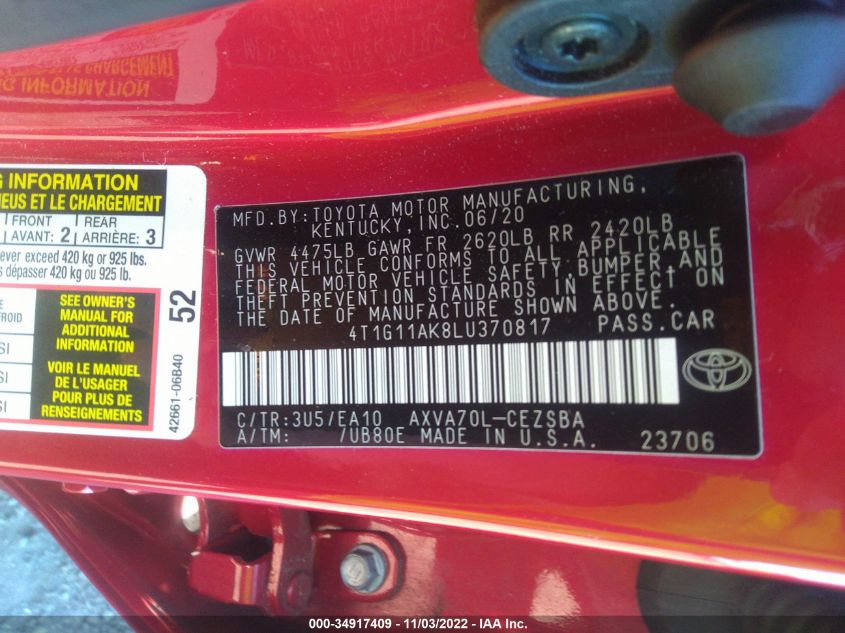 G INFORMATION
NEUS ET LE CHARGEMENT
FRONT
AVANT: 2
REAR
ARRIÈRE: 3
ever exceed 420 kg or 925 lbs.
s dépasser 420 kg ou 925 lb.
SEE OWNER'S
MANUAL FOR
ADDITIONAL
INFORMATION
VOIR LE MANUEL
DE L'USAGER
POUR PLUS DE
RENSEIGNEMENTS
52
42661-06B40
MFD.BY:TOYOTA MOTOR MANUFACTURING,
KENTUCKY,INC.06/20
GVWR 4475LB GAWR FR 2620LB RR 2420LB
THIS VEHICLE CONFORMS TO ALL APPLICABLE
FEDERAL MOTOR VEHICLE SAFETY,BUMPER,AND
THEFT PREVENTION STANDARDS IN EFFECT ON
THE DATE OF MANUFACTURE SHOWN ABOVE.
4T1G11AK8LU370817 PASS.CAR
C/TR:3U5/EA10 AXVA70L-CEZSBA
A/TM: /UB80E MADE IN U.S.A. 23706
000-34917409 - 11/03/2022 - IAA Inc.